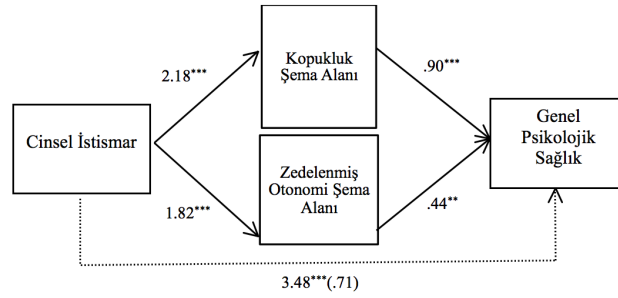 Kopukluk
Şema Alanı
2.18***
.90***
Cinsel İstismar
Genel
Psikolojik
Sağlık
Zedelenmiş
Otonomi Şema
Alanı
1.82***
.44**
3.48***(.71)